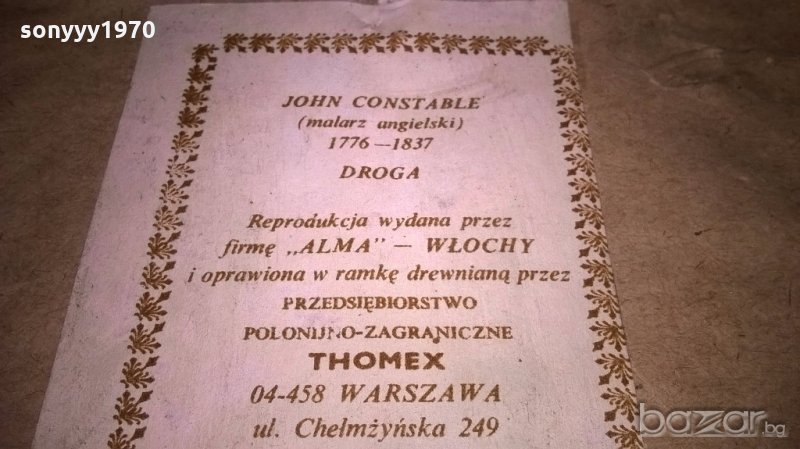 sonyyy1970
JOHN CONSTABLE
(malarz angielski)
1776—1837
DROGA
Reprodukcja wydana przez
firmę „ALMA” — WŁOCHY
i oprawiona w ramkę drewnianą przez
PRZEDSIĘBIORSTWO
POLONIJNO-ZAGRANICZNE
THOMEX
04-458 WARSZAWA
ul. Chełmżyńska 249
bazar.bg